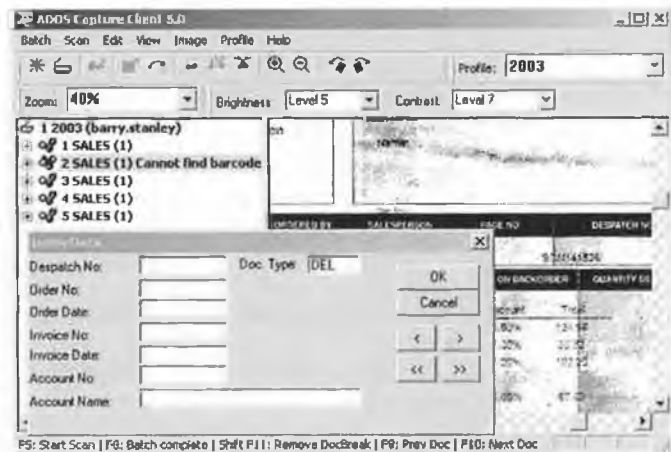 ADOS Capture Client 5.0
Batch Scan Edit View Image Profile Help
Profile: 2003
Zoom: 40% Brightness: Level 5 Contrast: Level 7
1 2003 (barry.stanley)
1 SALES (1)
2 SALES (1) Cannot find barcode
3 SALES (1)
4 SALES (1)
5 SALES (1)
ORDERED BY SALESPERSON PAGE NO DESPATCH
ON BACKORDER QUANTITY
Despatch No: Doc. Type: DEL
Order No:
Order Date:
Invoice No:
Invoice Date:
Account No:
Account Name:
OK
Cancel
< >
<< >>
F5: Start Scan | F8: Batch complete | Shift F11: Remove DocBreak | F9: Prev Doc | F10: Next Doc